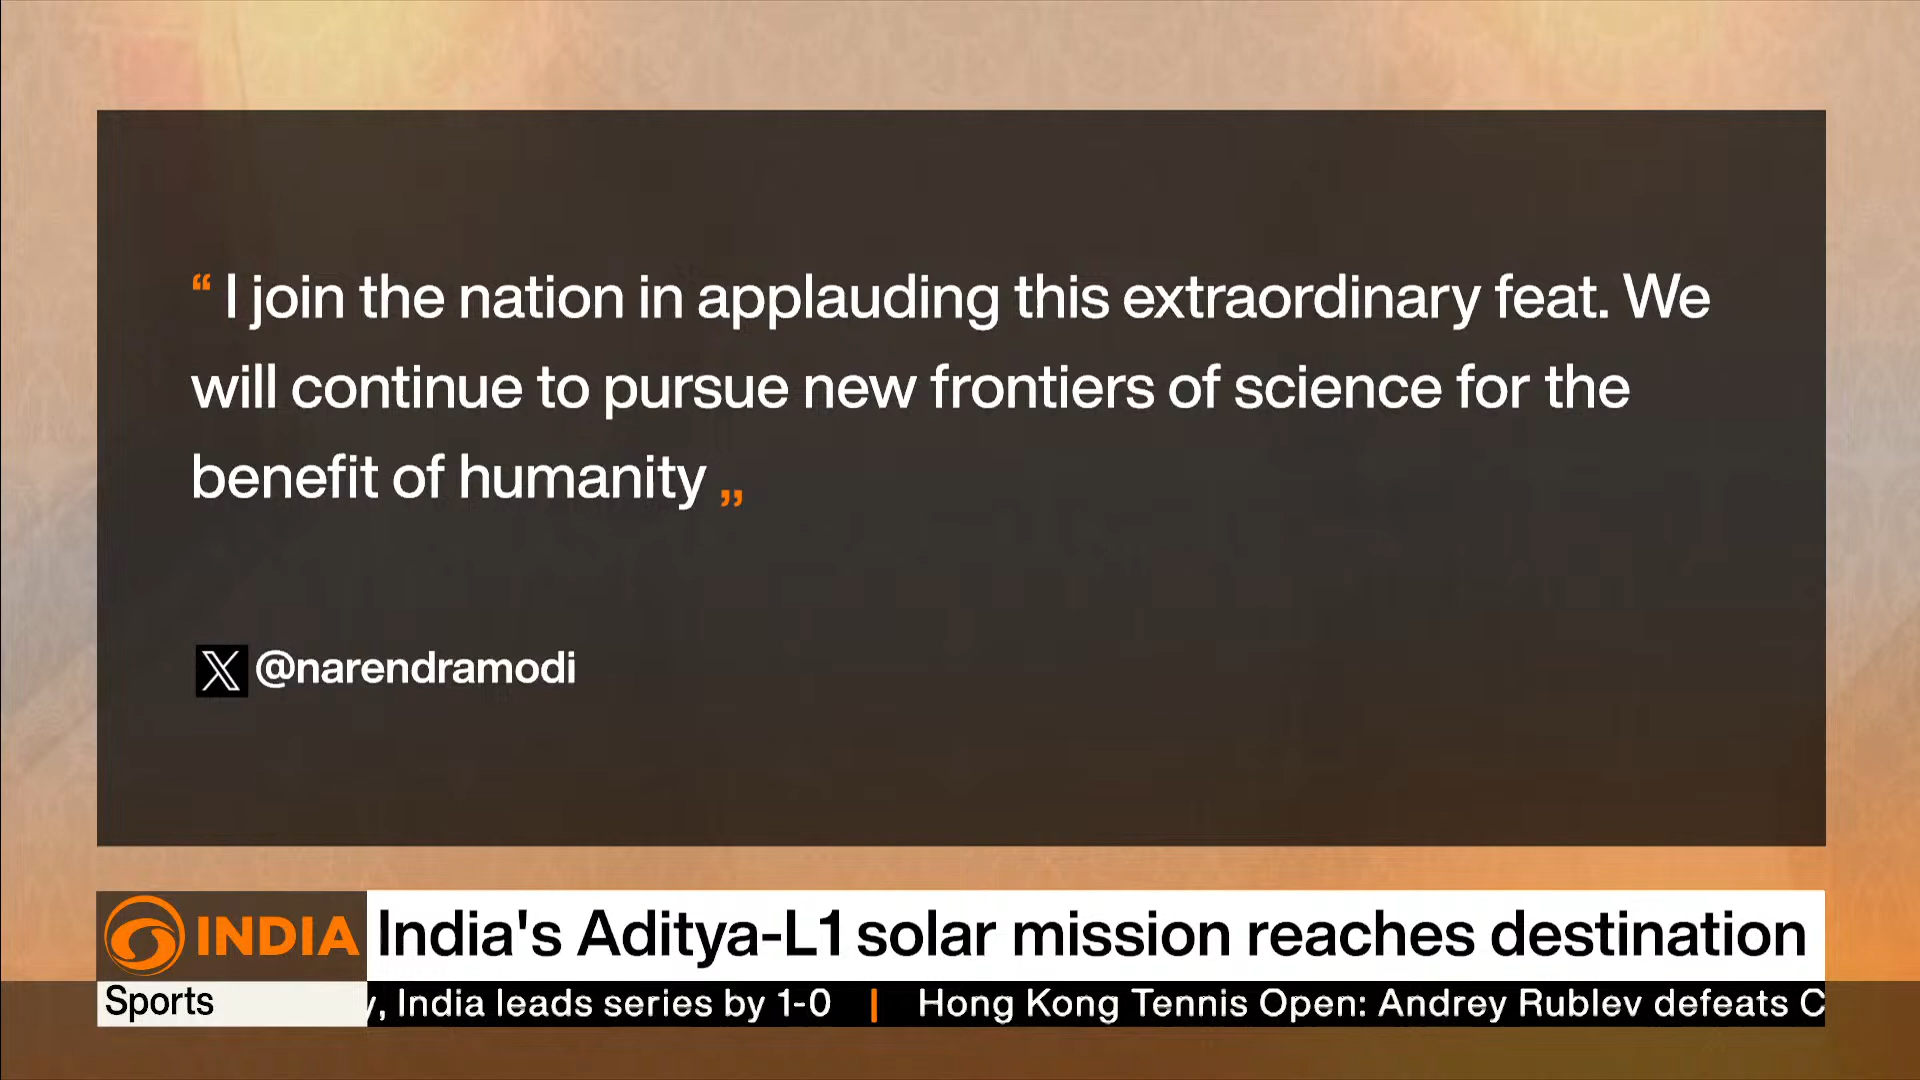 “ I join the nation in applauding this extraordinary feat. We
will continue to pursue new frontiers of science for the
benefit of humanity ”
X @narendramodi
INDIA
India's Aditya-L1 solar mission reaches destination
Sports
, India leads series by 1-0 | Hong Kong Tennis Open: Andrey Rublev defeats